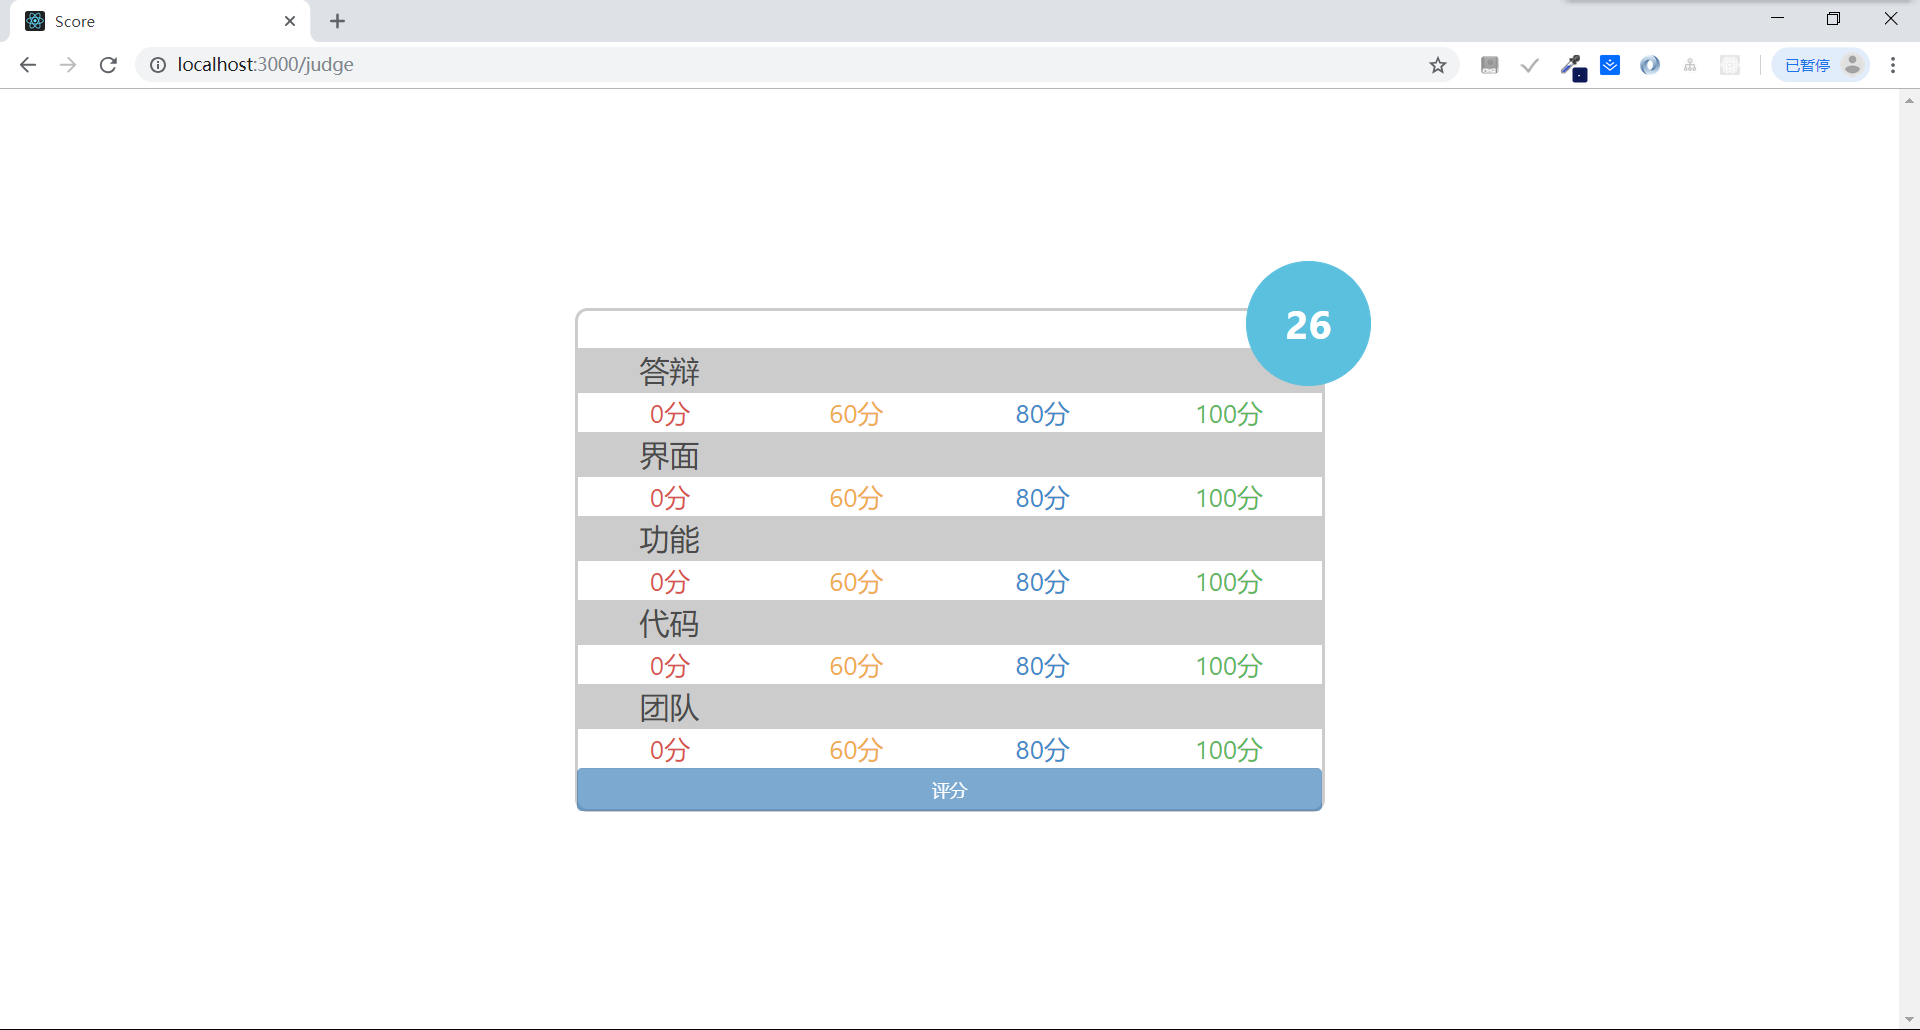 Score
localhost:3000/judge
已暂停
26
答辩
0分 60分 80分 100分
界面
0分 60分 80分 100分
功能
0分 60分 80分 100分
代码
0分 60分 80分 100分
团队
0分 60分 80分 100分
评分